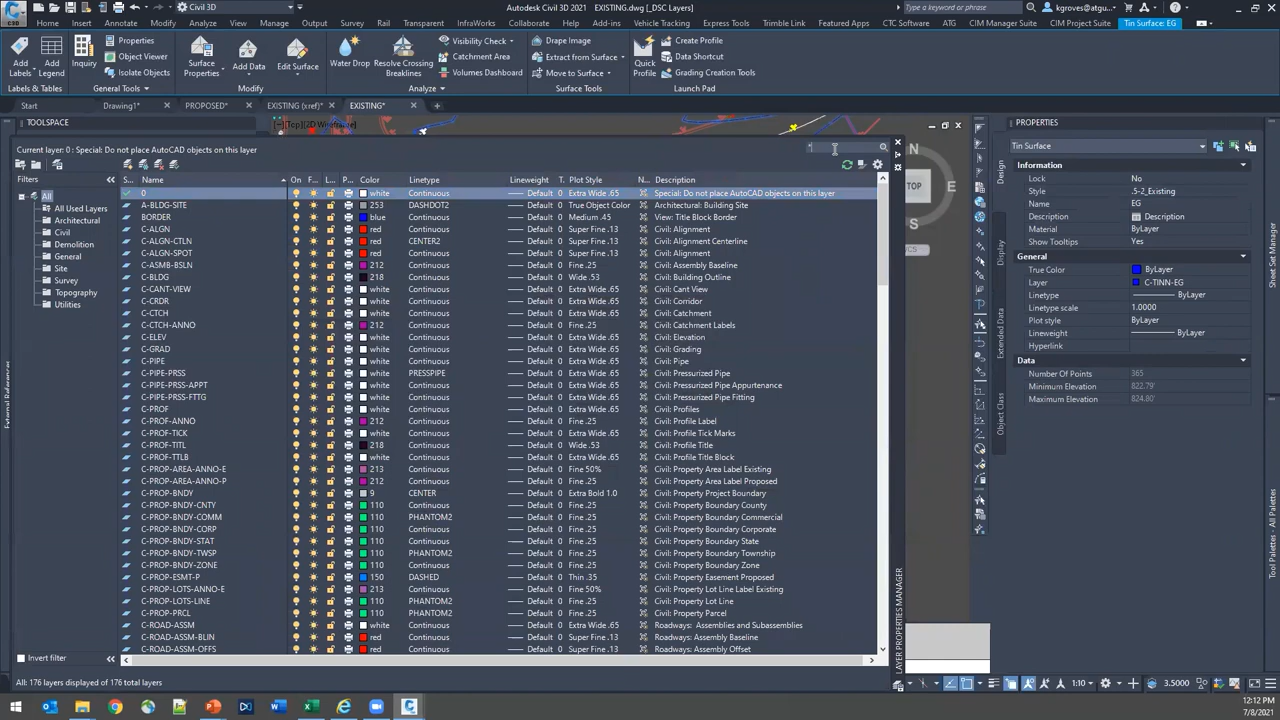 Civil 3D
Autodesk Civil 3D 2021 EXISTING.dwg [_DSC Layers]
Type a keyword or phrase
kgroves@atgu...
Home Insert Annotate Modify Analyze View Manage Output Survey Rail Transparent InfraWorks Collaborate Help Add-ins Vehicle Tracking Express Tools Trimble Link Featured Apps CTC Software ATG CIM Manager Suite CIM Project Suite Tin Surface: EG
Add Labels
Add Legend
Inquiry
Properties
Object Viewer
Isolate Objects
Surface Properties
Add Data
Edit Surface
Water Drop
Resolve Crossing Breaklines
Visibility Check
Catchment Area
Volumes Dashboard
Drape Image
Extract from Surface
Move to Surface
Quick Profile
Create Profile
Data Shortcut
Grading Creation Tools
Labels & Tables General Tools Modify Analyze Surface Tools Launch Pad
Start Drawing1* PROPOSED* EXISTING (xref)* EXISTING*
TOOLSPACE
[Top][2D Wireframe]
Current layer: 0 : Special: Do not place AutoCAD objects on this layer
Filters
All
All Used Layers
Architectural
Civil
Demolition
General
Site
Survey
Topography
Utilities
S... Name On F... L... P... Color Linetype Lineweight T. Plot Style N... Description
0 white Continuous Default 0 Extra Wide .65 Special: Do not place AutoCAD objects on this layer
A-BLDG-SITE 253 DASHDOT2 Default 0 True Object Color Architectural: Building Site
BORDER blue Continuous Default 0 Medium .45 View: Title Block Border
C-ALGN red Continuous Default 0 Super Fine .13 Civil: Alignment
C-ALGN-CTLN red CENTER2 Default 0 Super Fine .13 Civil: Alignment Centerline
C-ALGN-SPOT red Continuous Default 0 Super Fine .13 Civil: Alignment
C-ASMB-BSLN 212 Continuous Default 0 Fine .25 Civil: Assembly Baseline
C-BLDG 218 Continuous Default 0 Wide .53 Civil: Building Outline
C-CANT-VIEW white Continuous Default 0 Extra Wide .65 Civil: Cant View
C-CRDR white Continuous Default 0 Extra Wide .65 Civil: Corridor
C-CTCH white Continuous Default 0 Extra Wide .65 Civil: Catchment
C-CTCH-ANNO 212 Continuous Default 0 Fine .25 Civil: Catchment Labels
C-ELEV white Continuous Default 0 Extra Wide .65 Civil: Elevation
C-GRAD white Continuous Default 0 Extra Wide .65 Civil: Grading
C-PIPE white Continuous Default 0 Extra Wide .65 Civil: Pipe
C-PIPE-PRSS white PRESSPIPE Default 0 Extra Wide .65 Civil: Pressurized Pipe
C-PIPE-PRSS-APPT white Continuous Default 0 Extra Wide .65 Civil: Pressurized Pipe Appurtenance
C-PIPE-PRSS-FTTG white Continuous Default 0 Extra Wide .65 Civil: Pressurized Pipe Fitting
C-PROF white Continuous Default 0 Extra Wide .65 Civil: Profiles
C-PROF-ANNO 212 Continuous Default 0 Fine .25 Civil: Profile Label
C-PROF-TICK white Continuous Default 0 Extra Wide .65 Civil: Profile Tick Marks
C-PROF-TITL 218 Continuous Default 0 Wide .53 Civil: Profile Title
C-PROF-TTLB white Continuous Default 0 Extra Wide .65 Civil: Profile Title Block
C-PROP-AREA-ANNO-E 213 Continuous Default 0 Fine 50% Civil: Property Area Label Existing
C-PROP-AREA-ANNO-P 212 Continuous Default 0 Fine .25 Civil: Property Area Label Proposed
C-PROP-BNDY 9 CENTER Default 0 Extra Bold 1.0 Civil: Property Project Boundary
C-PROP-BNDY-CNTY 110 Continuous Default 0 Fine .25 Civil: Property Boundary County
C-PROP-BNDY-COMM 110 PHANTOM2 Default 0 Fine .25 Civil: Property Boundary Commercial
C-PROP-BNDY-CORP 110 Continuous Default 0 Fine .25 Civil: Property Boundary Corporate
C-PROP-BNDY-STAT 110 Continuous Default 0 Fine .25 Civil: Property Boundary State
C-PROP-BNDY-TWSP 110 PHANTOM2 Default 0 Fine .25 Civil: Property Boundary Township
C-PROP-BNDY-ZONE 110 Continuous Default 0 Fine .25 Civil: Property Boundary Zone
C-PROP-ESMT-P 150 DASHED Default 0 Thin .35 Civil: Property Easement Proposed
C-PROP-LOTS-ANNO-E 213 Continuous Default 0 Fine 50% Civil: Property Lot Line Label Existing
C-PROP-LOTS-LINE 110 PHANTOM2 Default 0 Fine .25 Civil: Property Lot Line
C-PROP-PRCL 110 PHANTOM2 Default 0 Fine .25 Civil: Property Parcel
C-ROAD-ASSM white Continuous Default 0 Extra Wide .65 Roadways: Assemblies and Subassemblies
C-ROAD-ASSM-BLIN red Continuous Default 0 Super Fine .13 Roadways: Assembly Baseline
C-ROAD-ASSM-OFFS red Continuous Default 0 Super Fine .13 Roadways: Assembly Offset
Invert filter
All: 176 layers displayed of 176 total layers
LAYER PROPERTIES MANAGER
N
TOP
E
S
PROPERTIES
Tin Surface
Information
Lock No
Style .5-2_Existing
Name EG
Description Description
Material ByLayer
Show Tooltips Yes
General
True Color ByLayer
Layer C-TINN-EG
Linetype ByLayer
Linetype scale 1.0000
Plot style ByLayer
Lineweight ByLayer
Hyperlink
Data
Number Of Points 365
Minimum Elevation 822.79'
Maximum Elevation 824.80'
Design
Display
Extended Data
Object Class
Sheet Set Manager
Tool Palettes
External References
1:10 3.5000
12:12 PM
7/8/2021